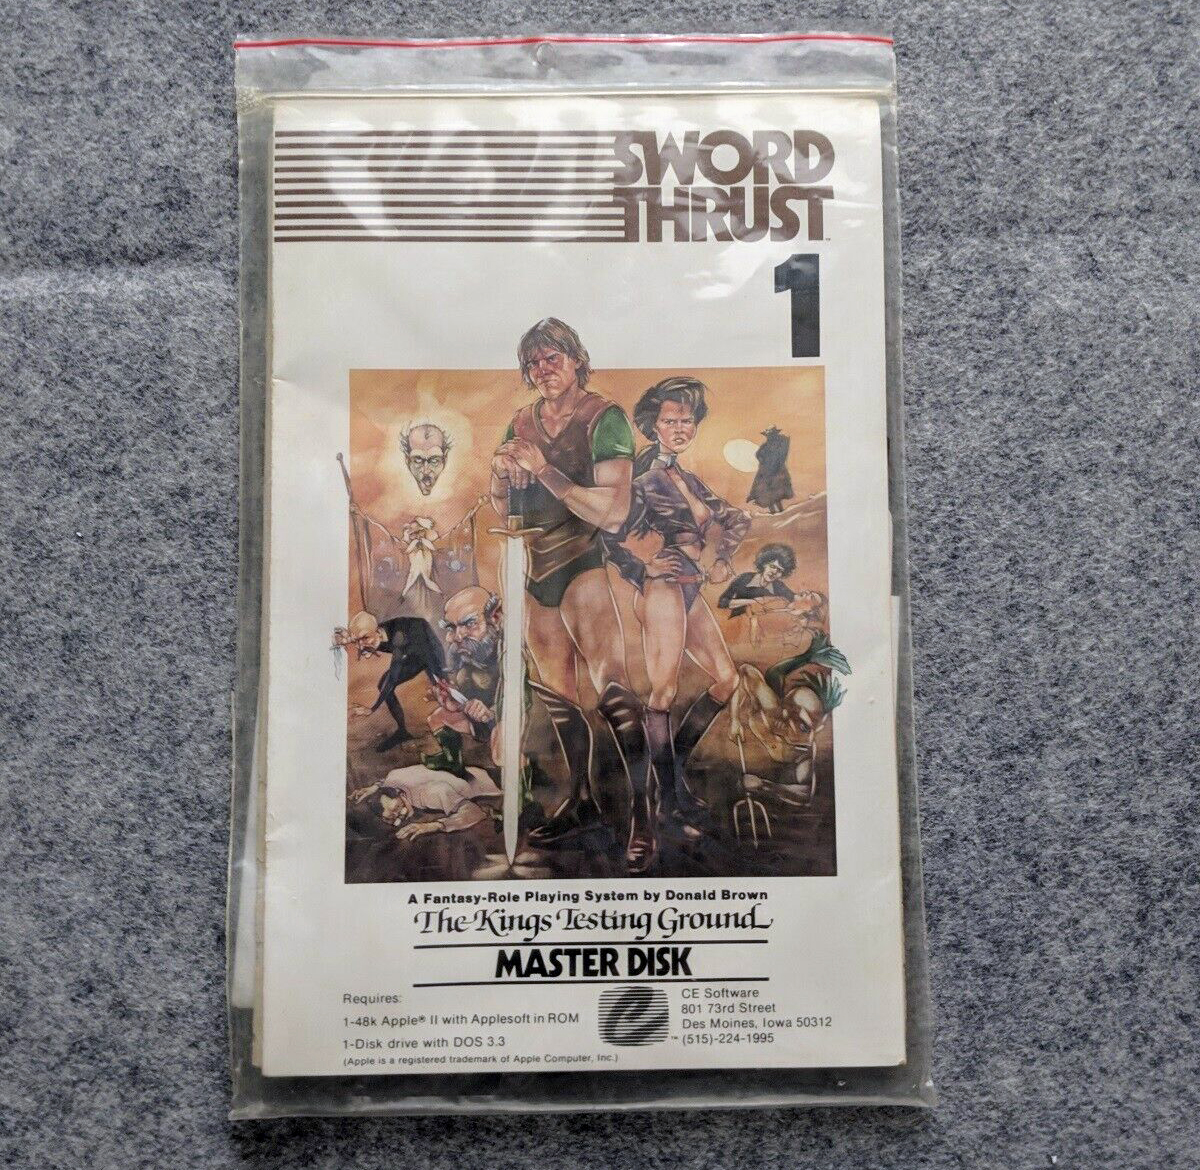 SWORD
THRUST™
1
A Fantasy-Role Playing System by Donald Brown
The Kings Testing Ground
MASTER DISK
Requires:
1-48k Apple® II with Applesoft in ROM
1-Disk drive with DOS 3.3
(Apple is a registered trademark of Apple Computer, Inc.)
CE Software
801 73rd Street
Des Moines, Iowa 50312
™ (515)-224-1995